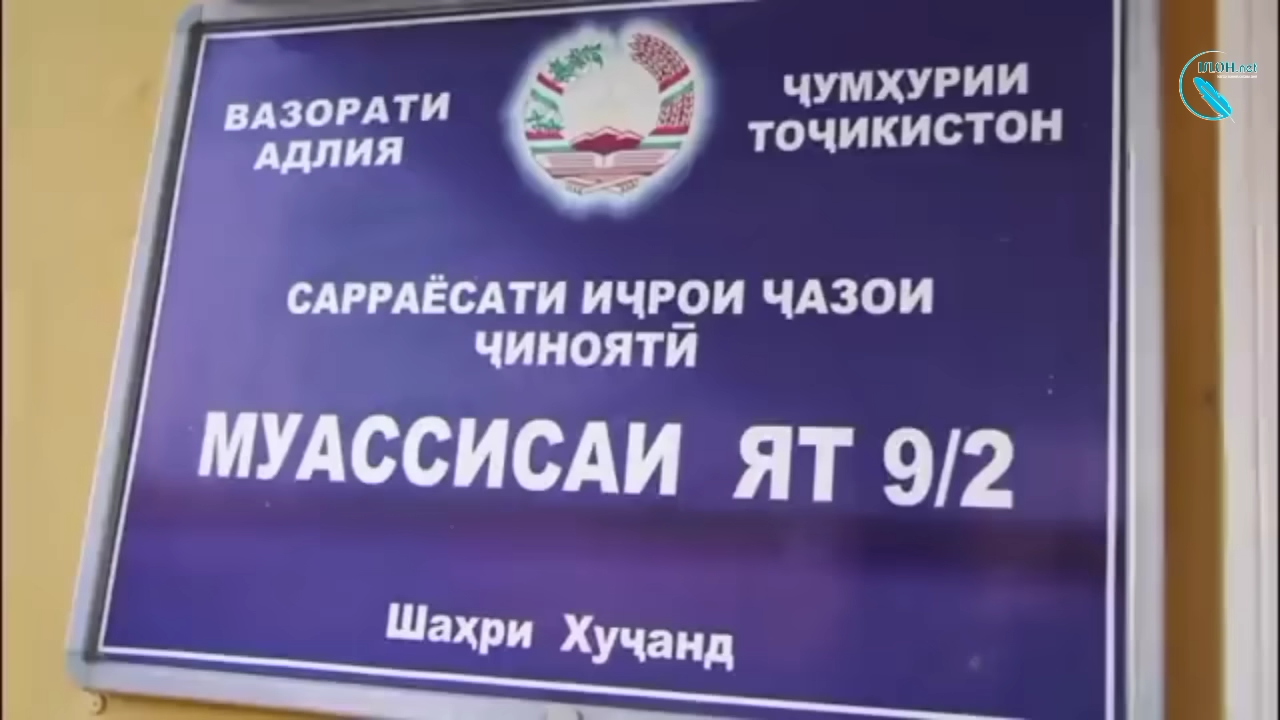 ВАЗОРАТИ
АДЛИЯ
ҶУМҲУРИИ
ТОҶИКИСТОН
САРРАЁСАТИ ИҶРОИ ҶАЗОИ
ҶИНОЯТӢ
МУАССИСАИ ЯТ 9/2
Шаҳри Хуҷанд